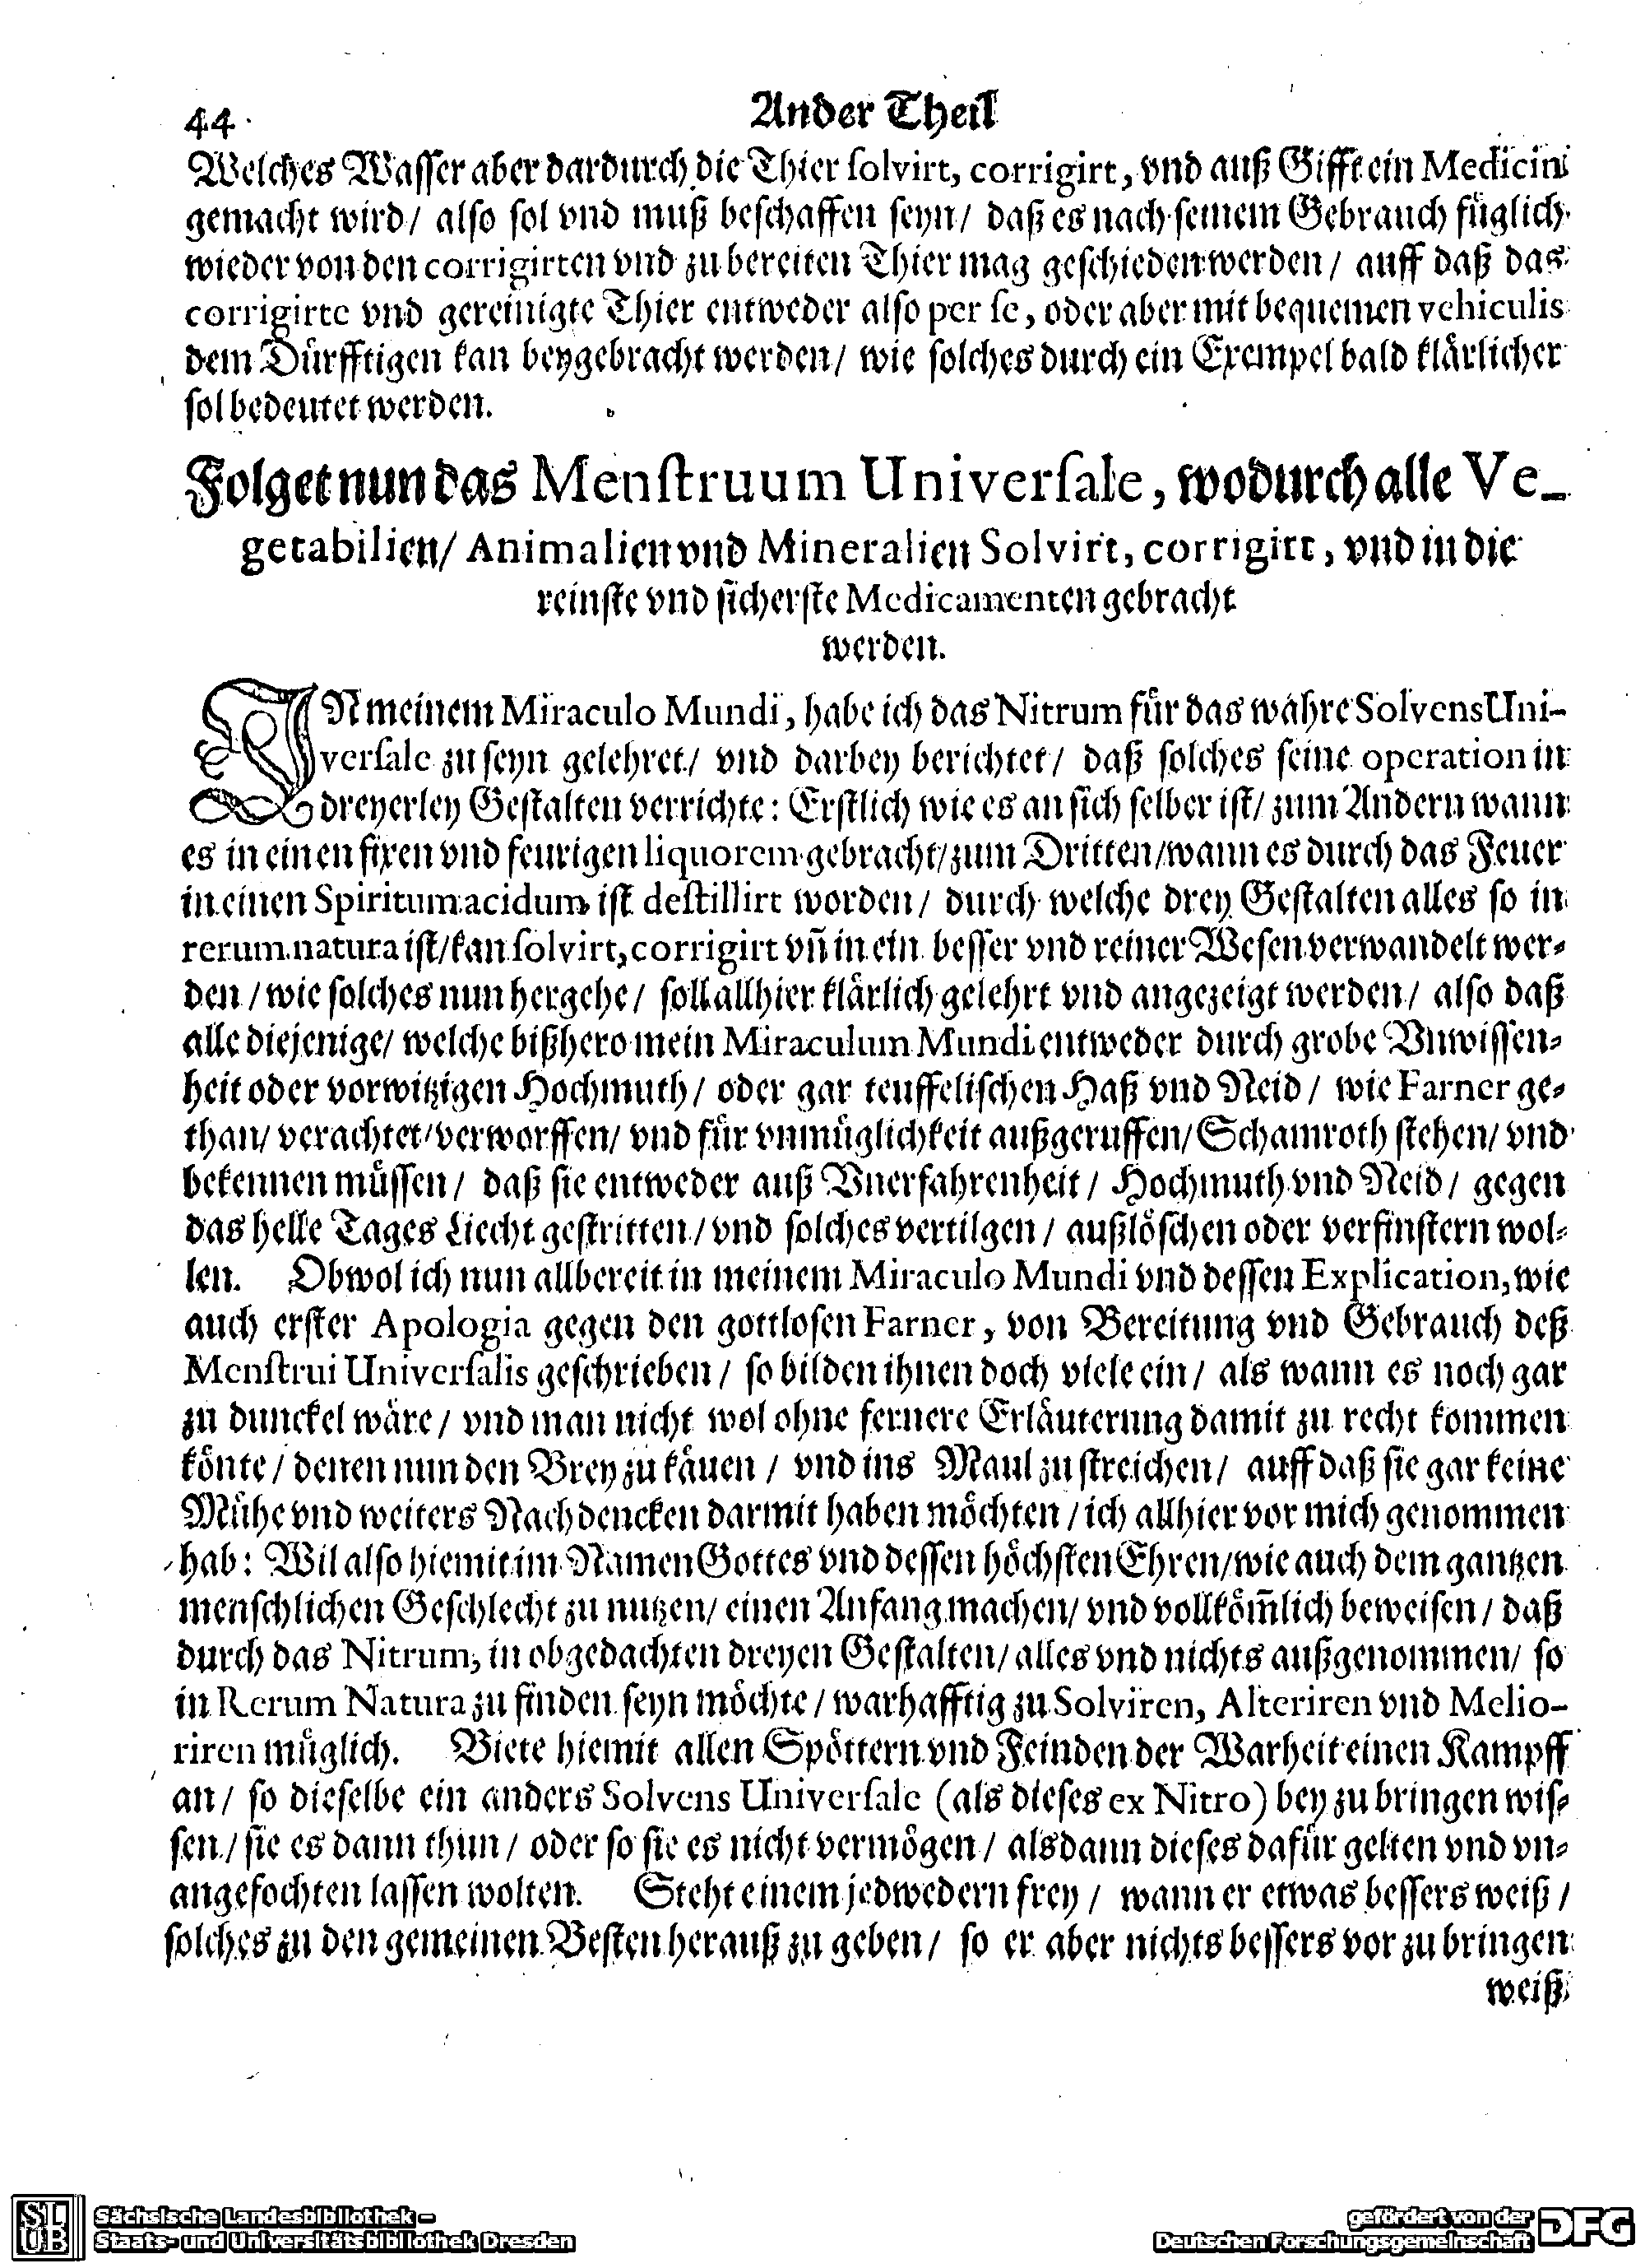 44
Ander Theil
Welches Wasser aber dardurch die Thier solvirt, corrigirt, vnd auß Gifft ein Medicin
gemacht wird/ also sol vnd muß beschaffen seyn/ daß es nach seinem Gebrauch füglich
wieder von den corrigirten vnd zu bereiten Thier mag geschieden werden/ auff daß das
corrigirte vnd gereinigte Thier entweder also per se, oder aber mit bequemen vehiculis
dem Dürfftigen kan beygebracht werden/ wie solches durch ein Exempel bald klärlicher
sol bedeutet werden.
Folget nun das Menstruum Universale, wodurch alle Ve-
getabilien/ Animalien vnd Mineralien Solvirt, corrigirt, vnd in die
reinste vnd sicherste Medicamenten gebracht
werden.
IN meinem Miraculo Mundi, habe ich das Nitrum für das wahre Solvens Uni-
versale zu seyn gelehret/ vnd darbey berichtet/ daß solches seine operation in
dreyerley Gestalten verrichte: Erstlich wie es an sich selber ist/ zum Andern wann
es in einen fixen vnd feurigen liquorem gebracht/ zum Dritten/ wann es durch das Feuer
in einen Spiritum acidum ist destillirt worden/ durch welche drey Gestalten alles so in
rerum natura ist/ kan solvirt, corrigirt vñ in ein besser vnd reiner Wesen verwandelt wer-
den/ wie solches nun hergehe/ soll allhier klärlich gelehrt vnd angezeigt werden/ also daß
alle diejenige/ welche bißhero mein Miraculum Mundi entweder durch grobe Vnwissen-
heit oder vorwitzigen Hochmuth/ oder gar teuffelischen Haß vnd Neid/ wie Farner ge-
than/ verachtet/ verworffen/ vnd für vnmüglichkeit außgeruffen/ Schamroth stehen/ vnd
bekennen müssen/ daß sie entweder auß Vnerfahrenheit/ Hochmuth vnd Neid/ gegen
das helle Tages Liecht gestritten/ vnd solches vertilgen/ außlöschen oder verfinstern wol-
len. Obwol ich nun allbereit in meinem Miraculo Mundi vnd dessen Explication, wie
auch erster Apologia gegen den gottlosen Farner, von Bereitung vnd Gebrauch deß
Menstrui Universalis geschrieben/ so bilden ihnen doch viele ein/ als wann es noch gar
zu dunckel wäre/ vnd man nicht wol ohne fernere Erläuterung damit zu recht kommen
könte/ denen nun den Brey zu käuen/ vnd ins Maul zu streichen/ auff daß sie gar keine
Mühe vnd weiters Nachdencken darmit haben möchten/ ich allhier vor mich genommen
hab: Wil also hiemit im Namen Gottes vnd dessen höchsten Ehren/ wie auch dem gantzen
menschlichen Geschlecht zu nutzen/ einen Anfang machen/ vnd vollköm̃lich beweisen/ daß
durch das Nitrum, in obgedachten dreyen Gestalten/ alles vnd nichts außgenommen/ so
in Rerum Natura zu finden seyn möchte/ warhafftig zu Solviren, Alteriren vnd Melio-
riren müglich. Biete hiemit allen Spöttern vnd Feinden der Warheit einen Kampff
an/ so dieselbe ein anders Solvens Universale (als dieses ex Nitro) bey zu bringen wis-
sen/ sie es dann thun/ oder so sie es nicht vermögen/ alsdann dieses dafür gelten vnd vn-
angefochten lassen wolten. Steht einem jedwedern frey/ wann er etwas bessers weiß/
solches zu den gemeinen Besten herauß zu geben/ so er aber nichts bessers vor zu bringen
weiß
SLUB Sächsische Landesbibliothek –
Staats- und Universitätsbibliothek Dresden
gefördert von der
Deutschen Forschungsgemeinschaft DFG